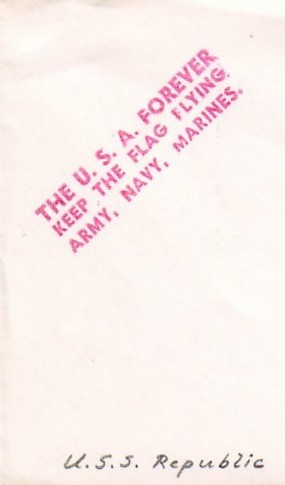 THE U. S. A. FOREVER
KEEP THE FLAG FLYING.
ARMY, NAVY, MARINES.
U.S.S. Republic